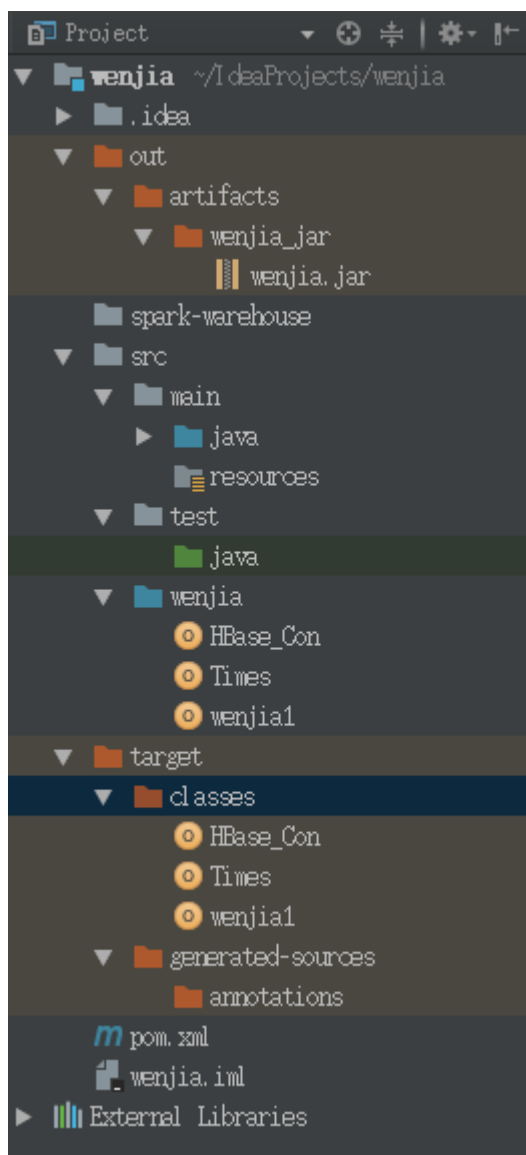 Project
wenjia ~/IdeaProjects/wenjia
.idea
out
artifacts
wenjia_jar
wenjia.jar
spark-warehouse
src
main
java
resources
test
java
wenjia
HBase_Con
Times
wenjia1
target
classes
HBase_Con
Times
wenjia1
generated-sources
annotations
m pom.xml
wenjia.iml
External Libraries